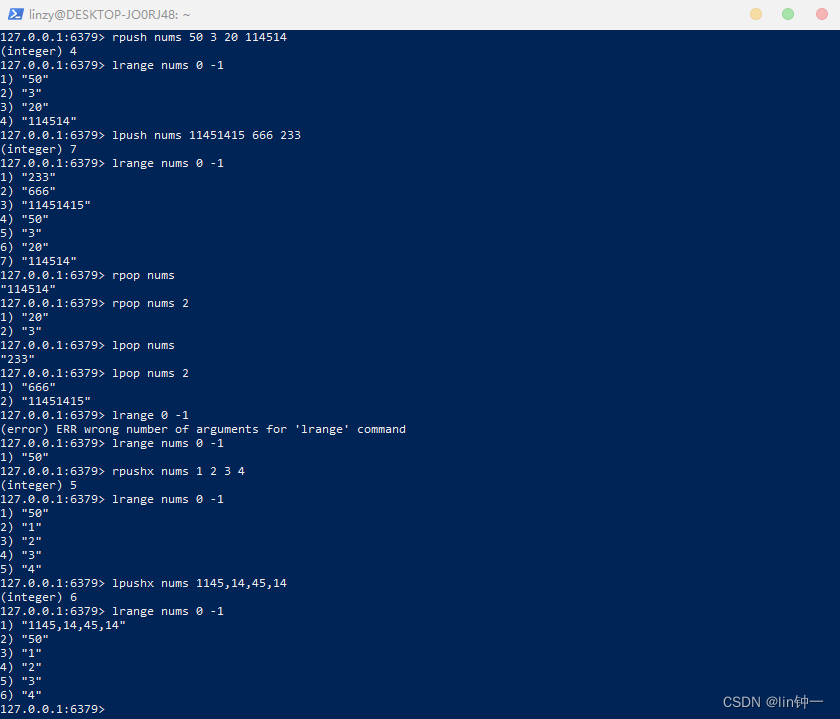 linzy@DESKTOP-JO0RJ48: ~
127.0.0.1:6379> rpush nums 50 3 20 114514
(integer) 4
127.0.0.1:6379> lrange nums 0 -1
1) "50"
2) "3"
3) "20"
4) "114514"
127.0.0.1:6379> lpush nums 11451415 666 233
(integer) 7
127.0.0.1:6379> lrange nums 0 -1
1) "233"
2) "666"
3) "11451415"
4) "50"
5) "3"
6) "20"
7) "114514"
127.0.0.1:6379> rpop nums
"114514"
127.0.0.1:6379> rpop nums 2
1) "20"
2) "3"
127.0.0.1:6379> lpop nums
"233"
127.0.0.1:6379> lpop nums 2
1) "666"
2) "11451415"
127.0.0.1:6379> lrange 0 -1
(error) ERR wrong number of arguments for 'lrange' command
127.0.0.1:6379> lrange nums 0 -1
1) "50"
127.0.0.1:6379> rpushx nums 1 2 3 4
(integer) 5
127.0.0.1:6379> lrange nums 0 -1
1) "50"
2) "1"
3) "2"
4) "3"
5) "4"
127.0.0.1:6379> lpushx nums 1145,14,45,14
(integer) 6
127.0.0.1:6379> lrange nums 0 -1
1) "1145,14,45,14"
2) "50"
3) "1"
4) "2"
5) "3"
6) "4"
127.0.0.1:6379>
CSDN @lin钟一